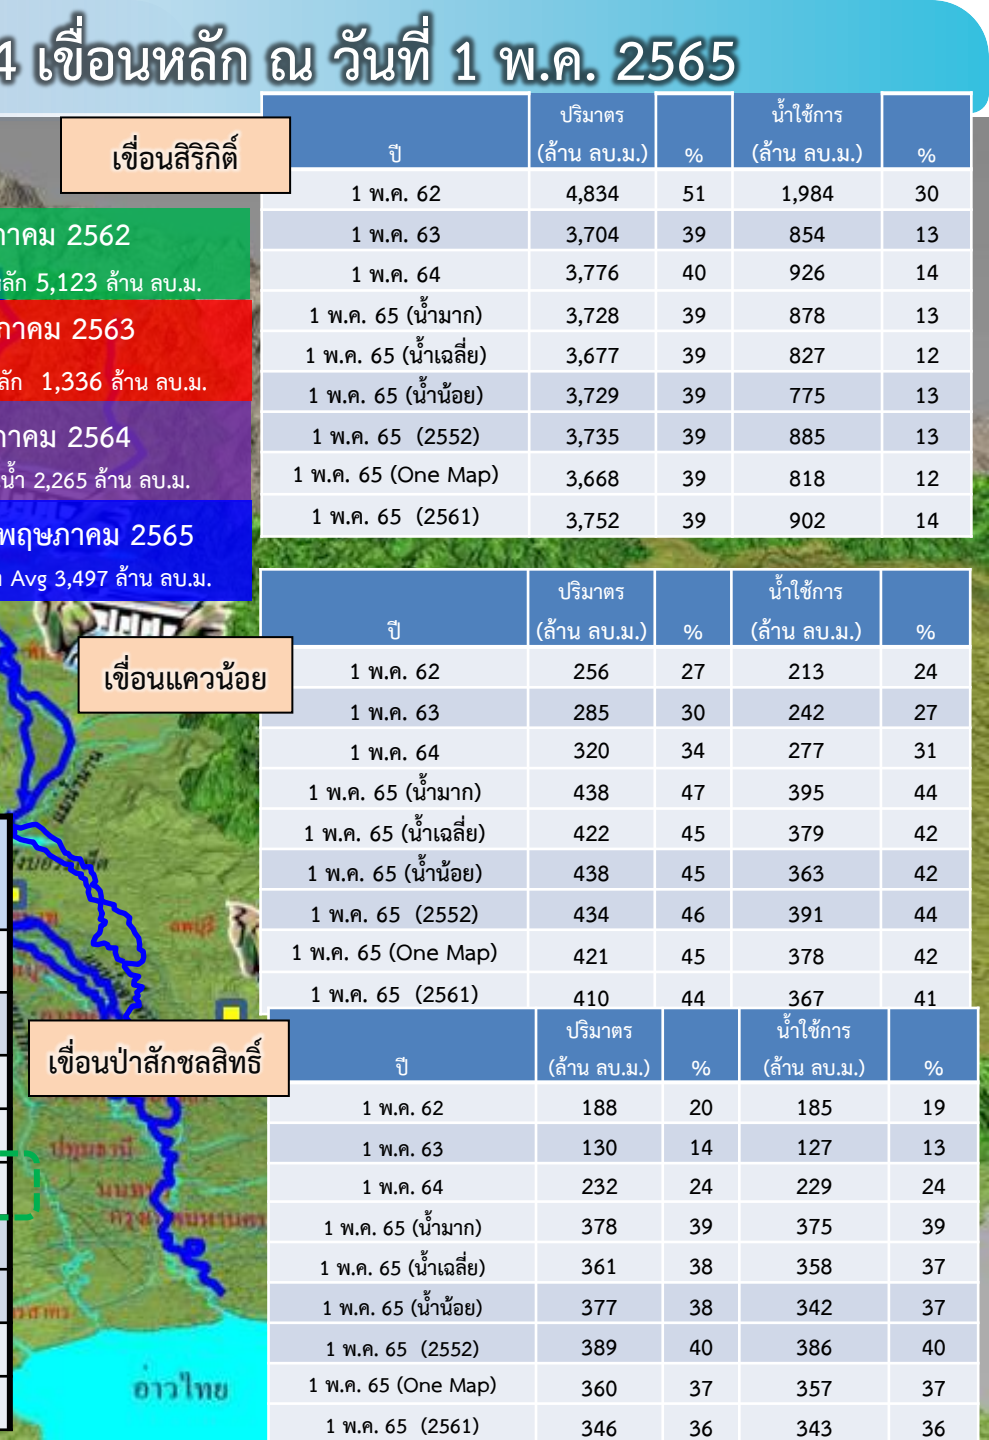 4 เขื่อนหลัก ณ วันที่ 1 พ.ค. 2565
เขื่อนสิริกิติ์
ปี ปริมาตร (ล้าน ลบ.ม.) % น้ำใช้การ (ล้าน ลบ.ม.) %
1 พ.ค. 62 4,834 51 1,984 30
1 พ.ค. 63 3,704 39 854 13
1 พ.ค. 64 3,776 40 926 14
1 พ.ค. 65 (น้ำมาก) 3,728 39 878 13
1 พ.ค. 65 (น้ำเฉลี่ย) 3,677 39 827 12
1 พ.ค. 65 (น้ำน้อย) 3,729 39 775 13
1 พ.ค. 65 (2552) 3,735 39 885 13
1 พ.ค. 65 (One Map) 3,668 39 818 12
1 พ.ค. 65 (2561) 3,752 39 902 14
าคม 2562
ลัก 5,123 ล้าน ลบ.ม.
ภาคม 2563
ลัก 1,336 ล้าน ลบ.ม.
าคม 2564
น้ำ 2,265 ล้าน ลบ.ม.
พฤษภาคม 2565
Avg 3,497 ล้าน ลบ.ม.
เขื่อนแควน้อย
ปี ปริมาตร (ล้าน ลบ.ม.) % น้ำใช้การ (ล้าน ลบ.ม.) %
1 พ.ค. 62 256 27 213 24
1 พ.ค. 63 285 30 242 27
1 พ.ค. 64 320 34 277 31
1 พ.ค. 65 (น้ำมาก) 438 47 395 44
1 พ.ค. 65 (น้ำเฉลี่ย) 422 45 379 42
1 พ.ค. 65 (น้ำน้อย) 438 45 363 42
1 พ.ค. 65 (2552) 434 46 391 44
1 พ.ค. 65 (One Map) 421 45 378 42
1 พ.ค. 65 (2561) 410 44 367 41
เขื่อนป่าสักชลสิทธิ์
ปี ปริมาตร (ล้าน ลบ.ม.) % น้ำใช้การ (ล้าน ลบ.ม.) %
1 พ.ค. 62 188 20 185 19
1 พ.ค. 63 130 14 127 13
1 พ.ค. 64 232 24 229 24
1 พ.ค. 65 (น้ำมาก) 378 39 375 39
1 พ.ค. 65 (น้ำเฉลี่ย) 361 38 358 37
1 พ.ค. 65 (น้ำน้อย) 377 38 342 37
1 พ.ค. 65 (2552) 389 40 386 40
1 พ.ค. 65 (One Map) 360 37 357 37
1 พ.ค. 65 (2561) 346 36 343 36
แม่น้ำน่าน
ลพบุรี
ปทุมธานี
อ่าวไทย